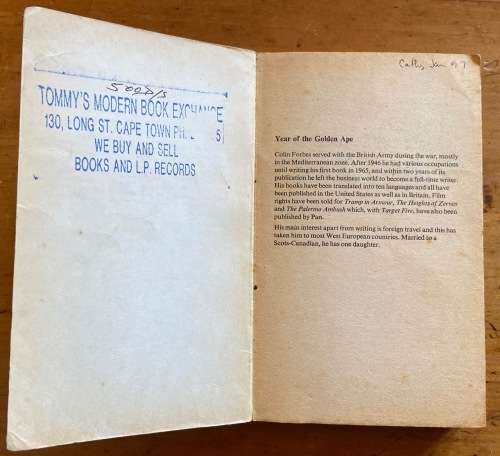 TOMMY'S MODERN BOOK EXCHANGE
130, LONG ST. CAPE TOWN PH. 5
WE BUY AND SELL
BOOKS AND L.P. RECORDS
Cathy Jan 97
Year of the Golden Ape
Colin Forbes served with the British Army during the war, mostly
in the Mediterranean zone. After 1946 he had various occupations
until writing his first book in 1965, and within two years of its
publication he left the business world to become a full-time writer.
His books have been translated into ten languages and all have
been published in the United States as well as in Britain. Film
rights have been sold for Tramp in Armour, The Heights of Zervos
and The Palermo Ambush which, with Target Five, have also been
published by Pan.
His main interest apart from writing is foreign travel and this has
taken him to most West European countries. Married to a
Scots-Canadian, he has one daughter.